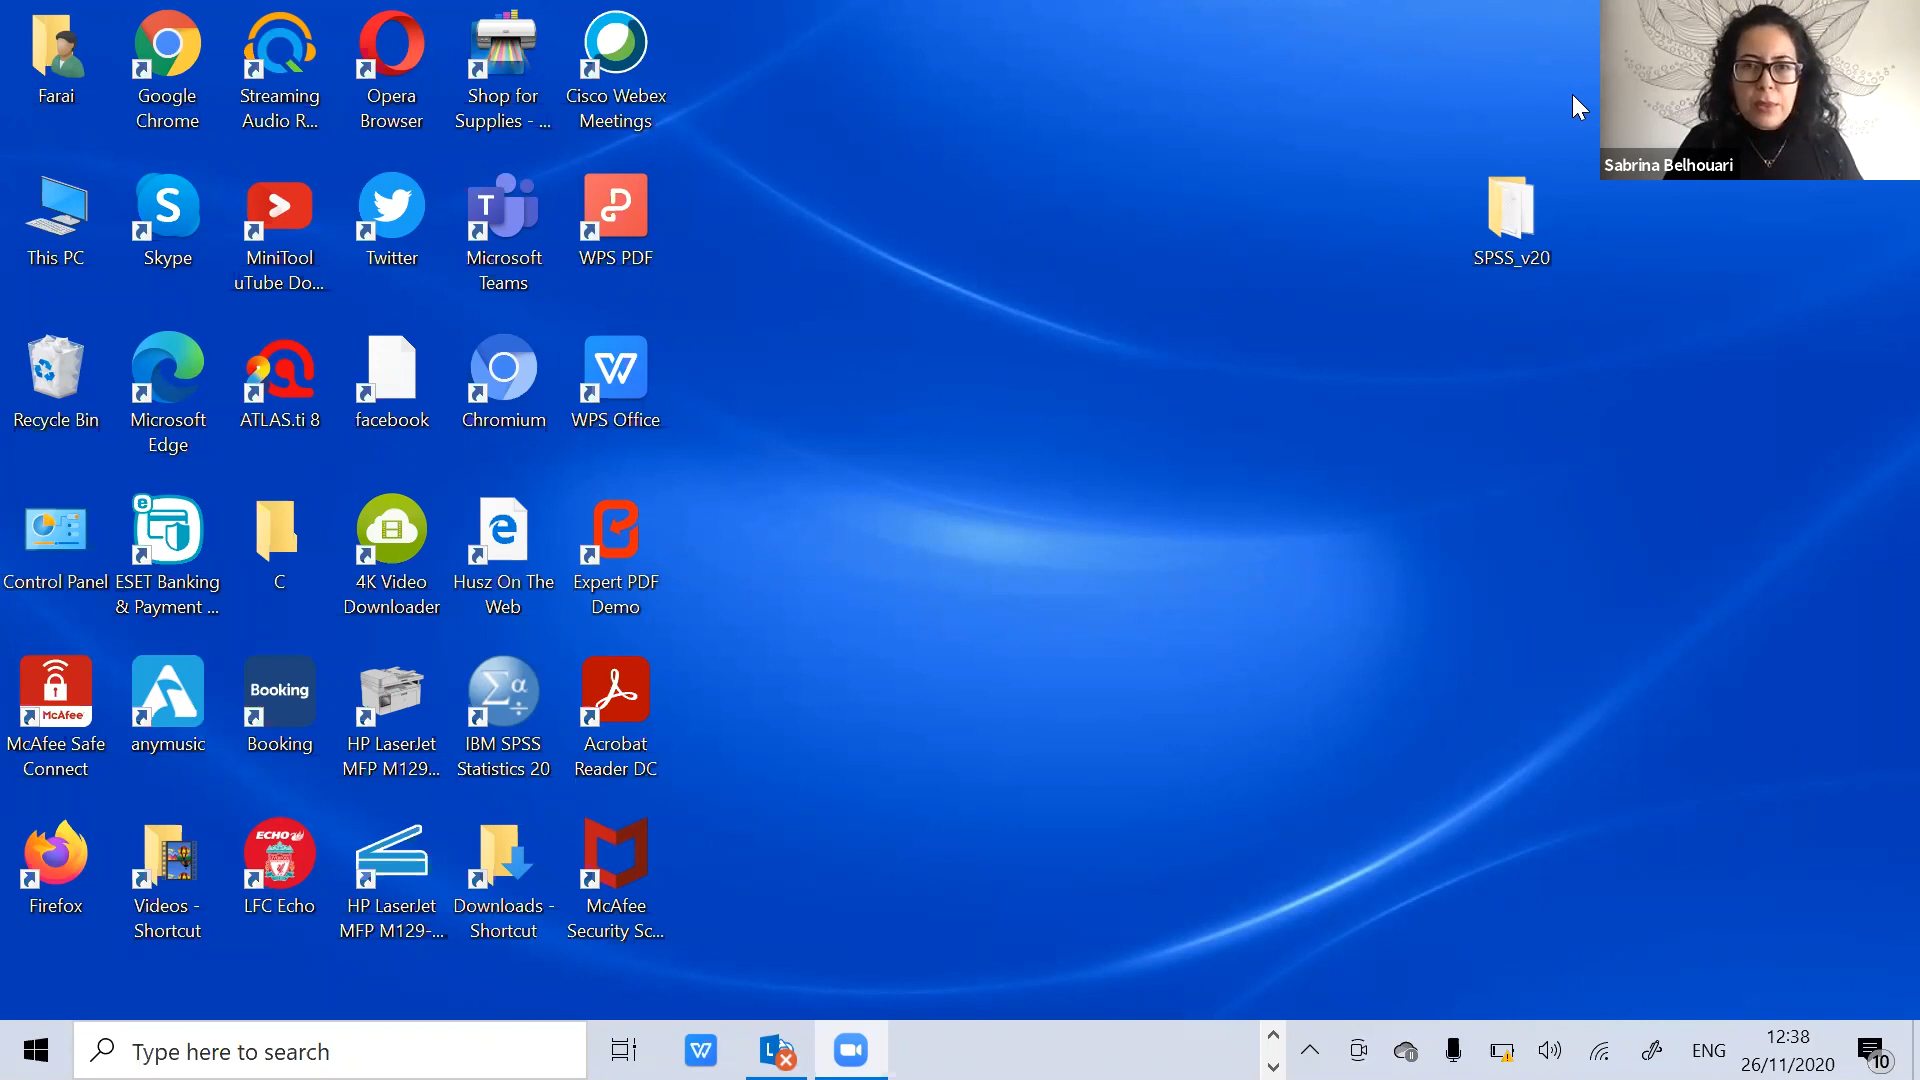 Farai
Google
Chrome
Streaming
Audio R...
Opera
Browser
Shop for
Supplies - ...
Cisco Webex
Meetings
Sabrina Belhouari
This PC
S
Skype
MiniTool
uTube Do...
Twitter
T
Microsoft
Teams
WPS PDF
SPSS_v20
Recycle Bin
Microsoft
Edge
ATLAS.ti 8
facebook
Chromium
W
WPS Office
Control Panel
e
ESET Banking
& Payment ...
C
4K Video
Downloader
e
Husz On The
Web
Expert PDF
Demo
McAfee
McAfee Safe
Connect
anymusic
Booking
Booking
HP LaserJet
MFP M129...
Σα
÷
IBM SPSS
Statistics 20
Acrobat
Reader DC
Firefox
Videos -
Shortcut
ECHO
LFC Echo
HP LaserJet
MFP M129-...
Downloads -
Shortcut
McAfee
Security Sc...
Type here to search
W
L
ENG
12:38
26/11/2020
10